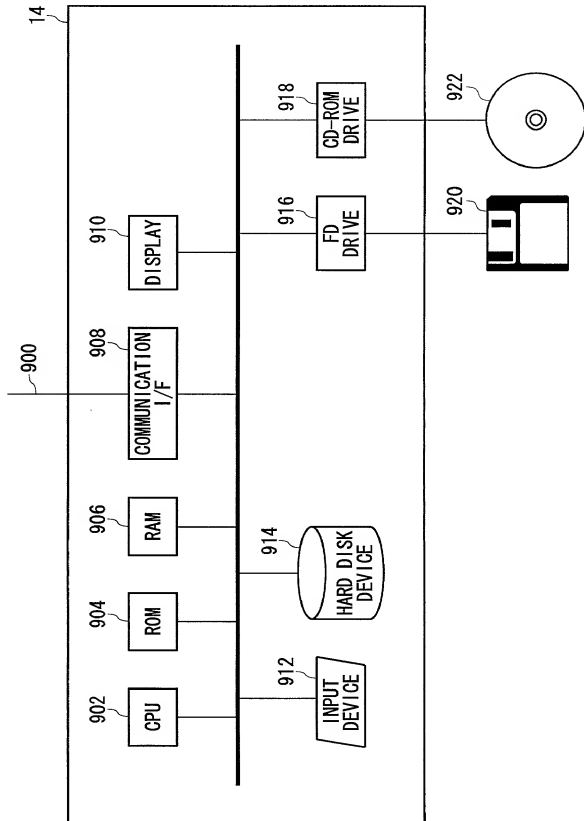 14
900
902
CPU
904
ROM
906
RAM
908
COMMUNICATION
I/F
910
DISPLAY
912
INPUT
DEVICE
914
HARD DISK
DEVICE
916
FD
DRIVE
918
CD-ROM
DRIVE
920
922